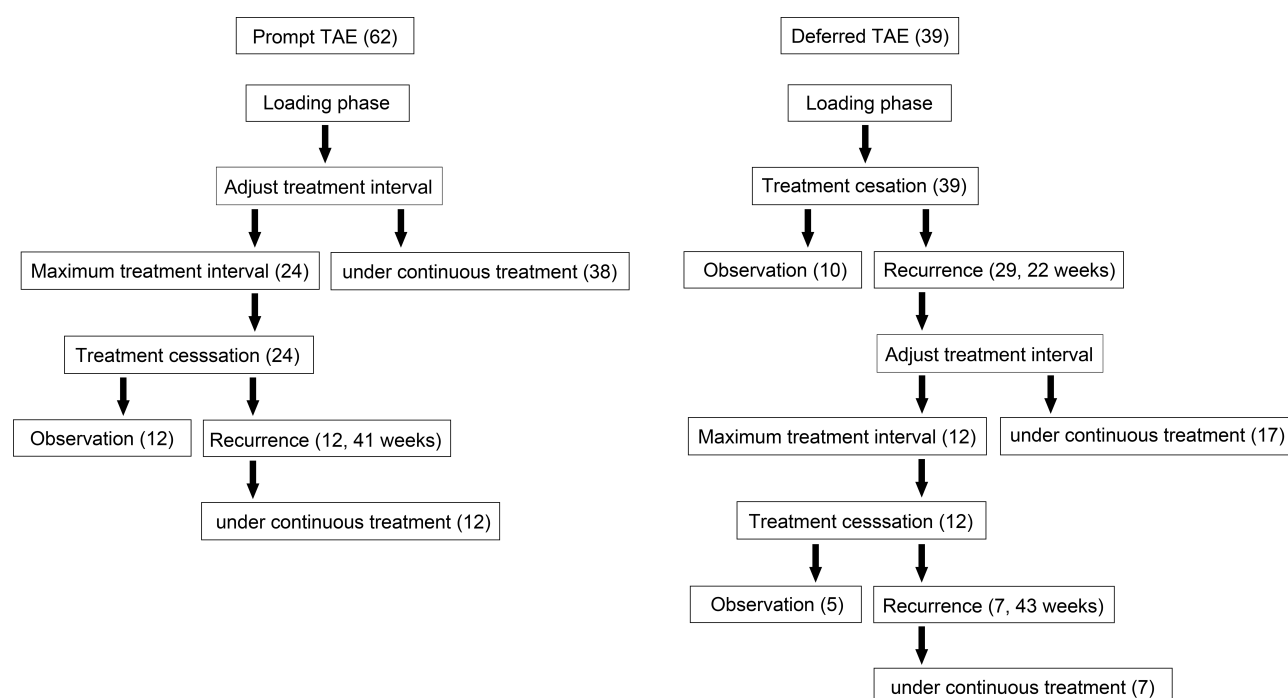 Prompt TAE (62)
Loading phase
Adjust treatment interval
Maximum treatment interval (24)
under continuous treatment (38)
Treatment cesssation (24)
Observation (12)
Recurrence (12, 41 weeks)
under continuous treatment (12)
Deferred TAE (39)
Loading phase
Treatment cesation (39)
Observation (10)
Recurrence (29, 22 weeks)
Adjust treatment interval
Maximum treatment interval (12)
under continuous treatment (17)
Treatment cesssation (12)
Observation (5)
Recurrence (7, 43 weeks)
under continuous treatment (7)